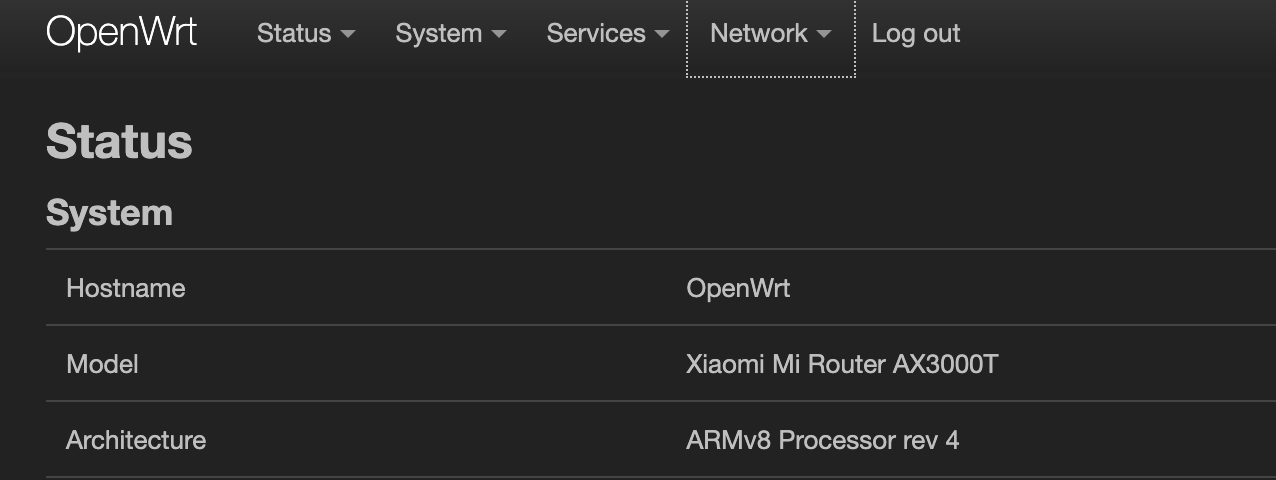 OpenWrt Status System Services Network Log out
Status
System
Hostname OpenWrt
Model Xiaomi Mi Router AX3000T
Architecture ARMv8 Processor rev 4